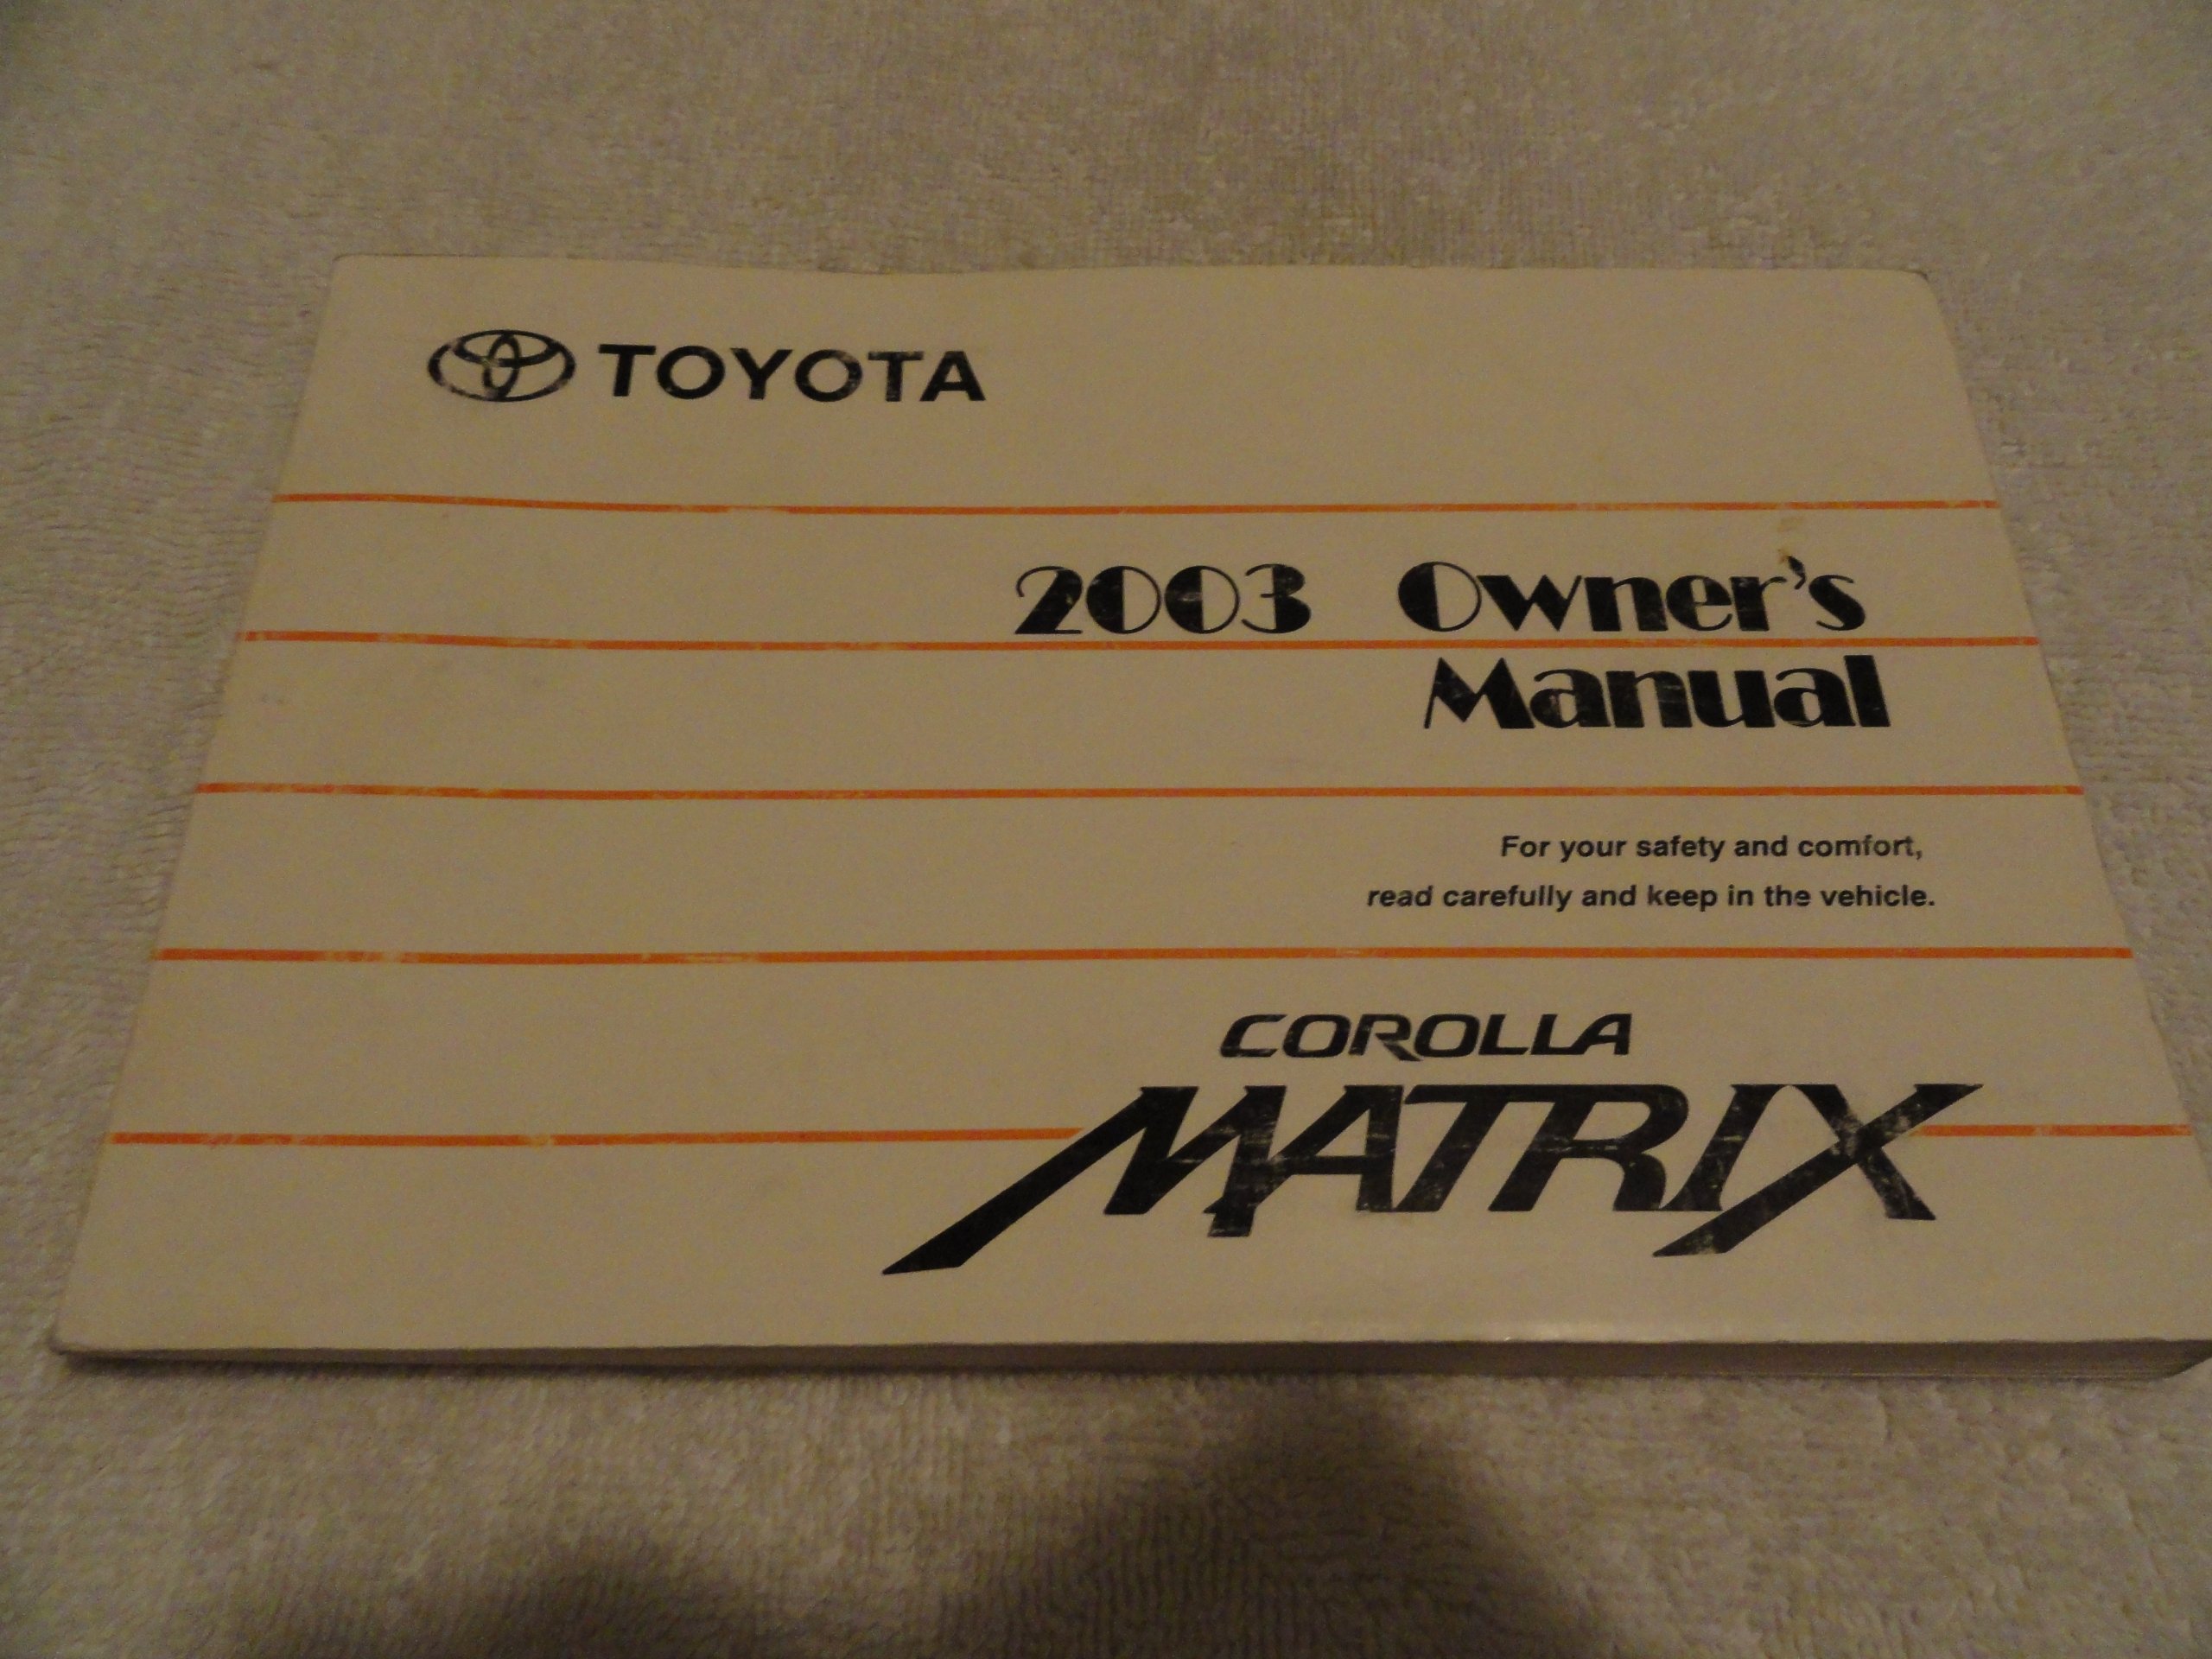 TOYOTA
2003 Owner's
Manual
For your safety and comfort,
read carefully and keep in the vehicle.
COROLLA
MATRIX